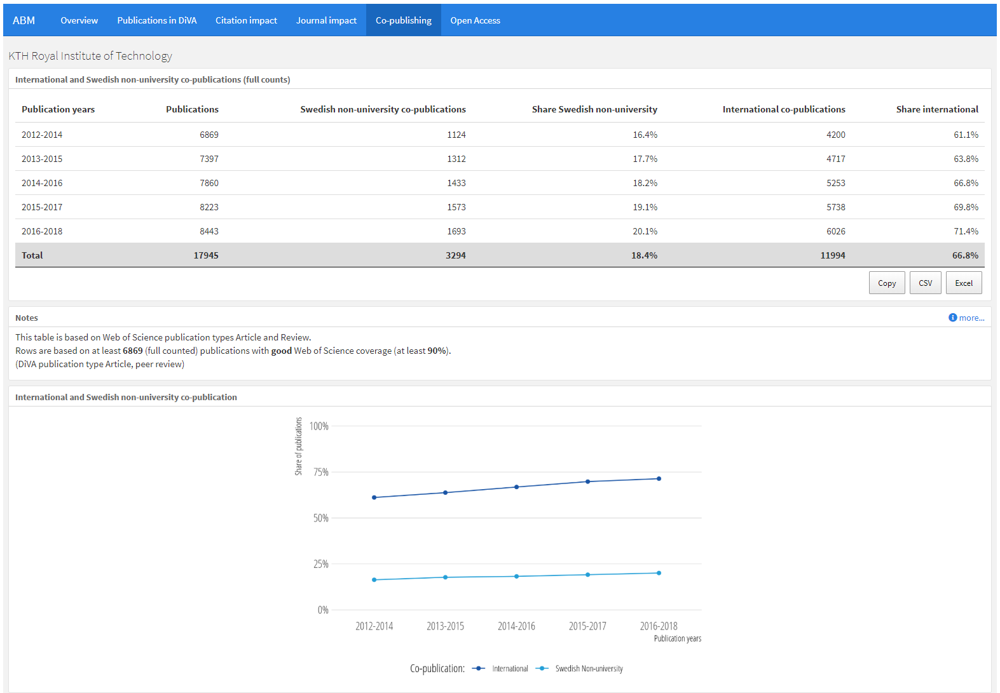 ABM Overview Publications in DiVA Citation impact Journal impact Co-publishing Open Access
KTH Royal Institute of Technology
International and Swedish non-university co-publications (full counts)
Publication years Publications Swedish non-university co-publications Share Swedish non-university International co-publications Share international
2012-2014 6869 1124 16.4% 4200 61.1%
2013-2015 7397 1312 17.7% 4717 63.8%
2014-2016 7860 1433 18.2% 5253 66.8%
2015-2017 8223 1573 19.1% 5738 69.8%
2016-2018 8443 1693 20.1% 6026 71.4%
Total 17945 3294 18.4% 11994 66.8%
Copy CSV Excel
Notes more...
This table is based on Web of Science publication types Article and Review.
Rows are based on at least 6869 (full counted) publications with good Web of Science coverage (at least 90%).
(DiVA publication type Article, peer review)
International and Swedish non-university co-publication
Share of publications
100%
75%
50%
25%
0%
2012-2014 2013-2015 2014-2016 2015-2017 2016-2018
Publication years
Co-publication: International Swedish Non-university